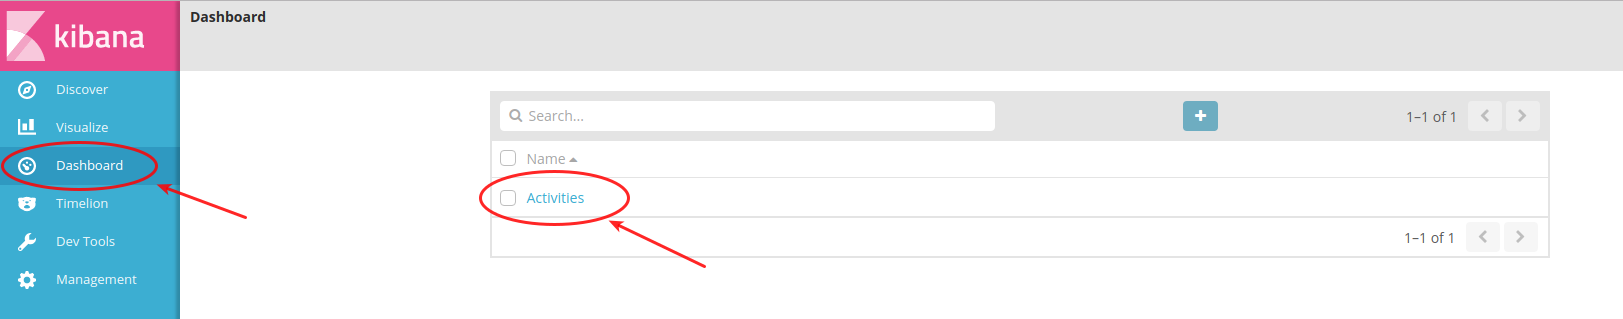 kibana
Discover
Visualize
Dashboard
Timelion
Dev Tools
Management
Dashboard
Search...
1–1 of 1
Name
Activities
1–1 of 1